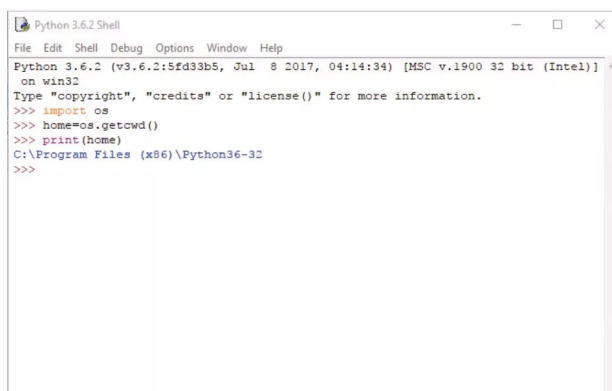 Python 3.6.2 Shell
File Edit Shell Debug Options Window Help
Python 3.6.2 (v3.6.2:5fd33b5, Jul  8 2017, 04:14:34) [MSC v.1900 32 bit (Intel)]
 on win32
Type "copyright", "credits" or "license()" for more information.
>>> import os
>>> home=os.getcwd()
>>> print(home)
C:\Program Files (x86)\Python36-32
>>>